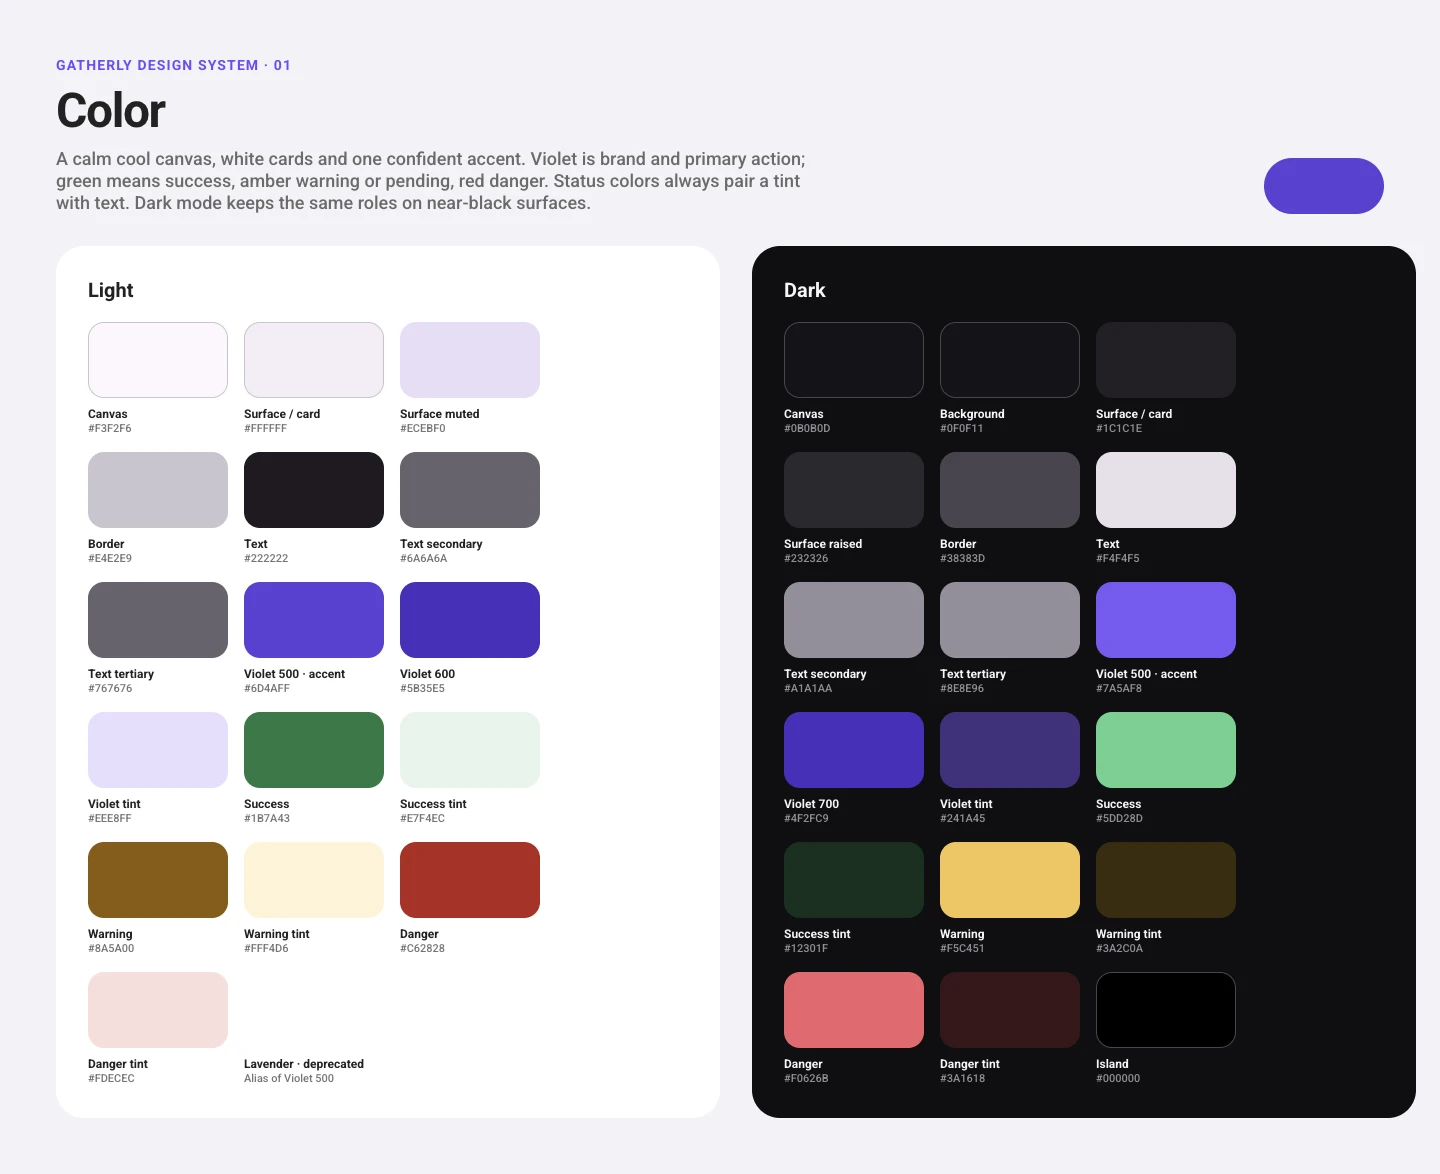 GATHERLY DESIGN SYSTEM · 01
Color
A calm cool canvas, white cards and one confident accent. Violet is brand and primary action;
green means success, amber warning or pending, red danger. Status colors always pair a tint
with text. Dark mode keeps the same roles on near-black surfaces.
Light
Canvas
#F3F2F6
Surface / card
#FFFFFF
Surface muted
#ECEBF0
Border
#E4E2E9
Text
#222222
Text secondary
#6A6A6A
Text tertiary
#767676
Violet 500 · accent
#6D4AFF
Violet 600
#5B35E5
Violet tint
#EEE8FF
Success
#1B7A43
Success tint
#E7F4EC
Warning
#8A5A00
Warning tint
#FFF4D6
Danger
#C62828
Danger tint
#FDECEC
Lavender · deprecated
Alias of Violet 500
Dark
Canvas
#0B0B0D
Background
#0F0F11
Surface / card
#1C1C1E
Surface raised
#232326
Border
#38383D
Text
#F4F4F5
Text secondary
#A1A1AA
Text tertiary
#8E8E96
Violet 500 · accent
#7A5AF8
Violet 700
#4F2FC9
Violet tint
#241A45
Success
#5DD28D
Success tint
#12301F
Warning
#F5C451
Warning tint
#3A2C0A
Danger
#F0626B
Danger tint
#3A1618
Island
#000000